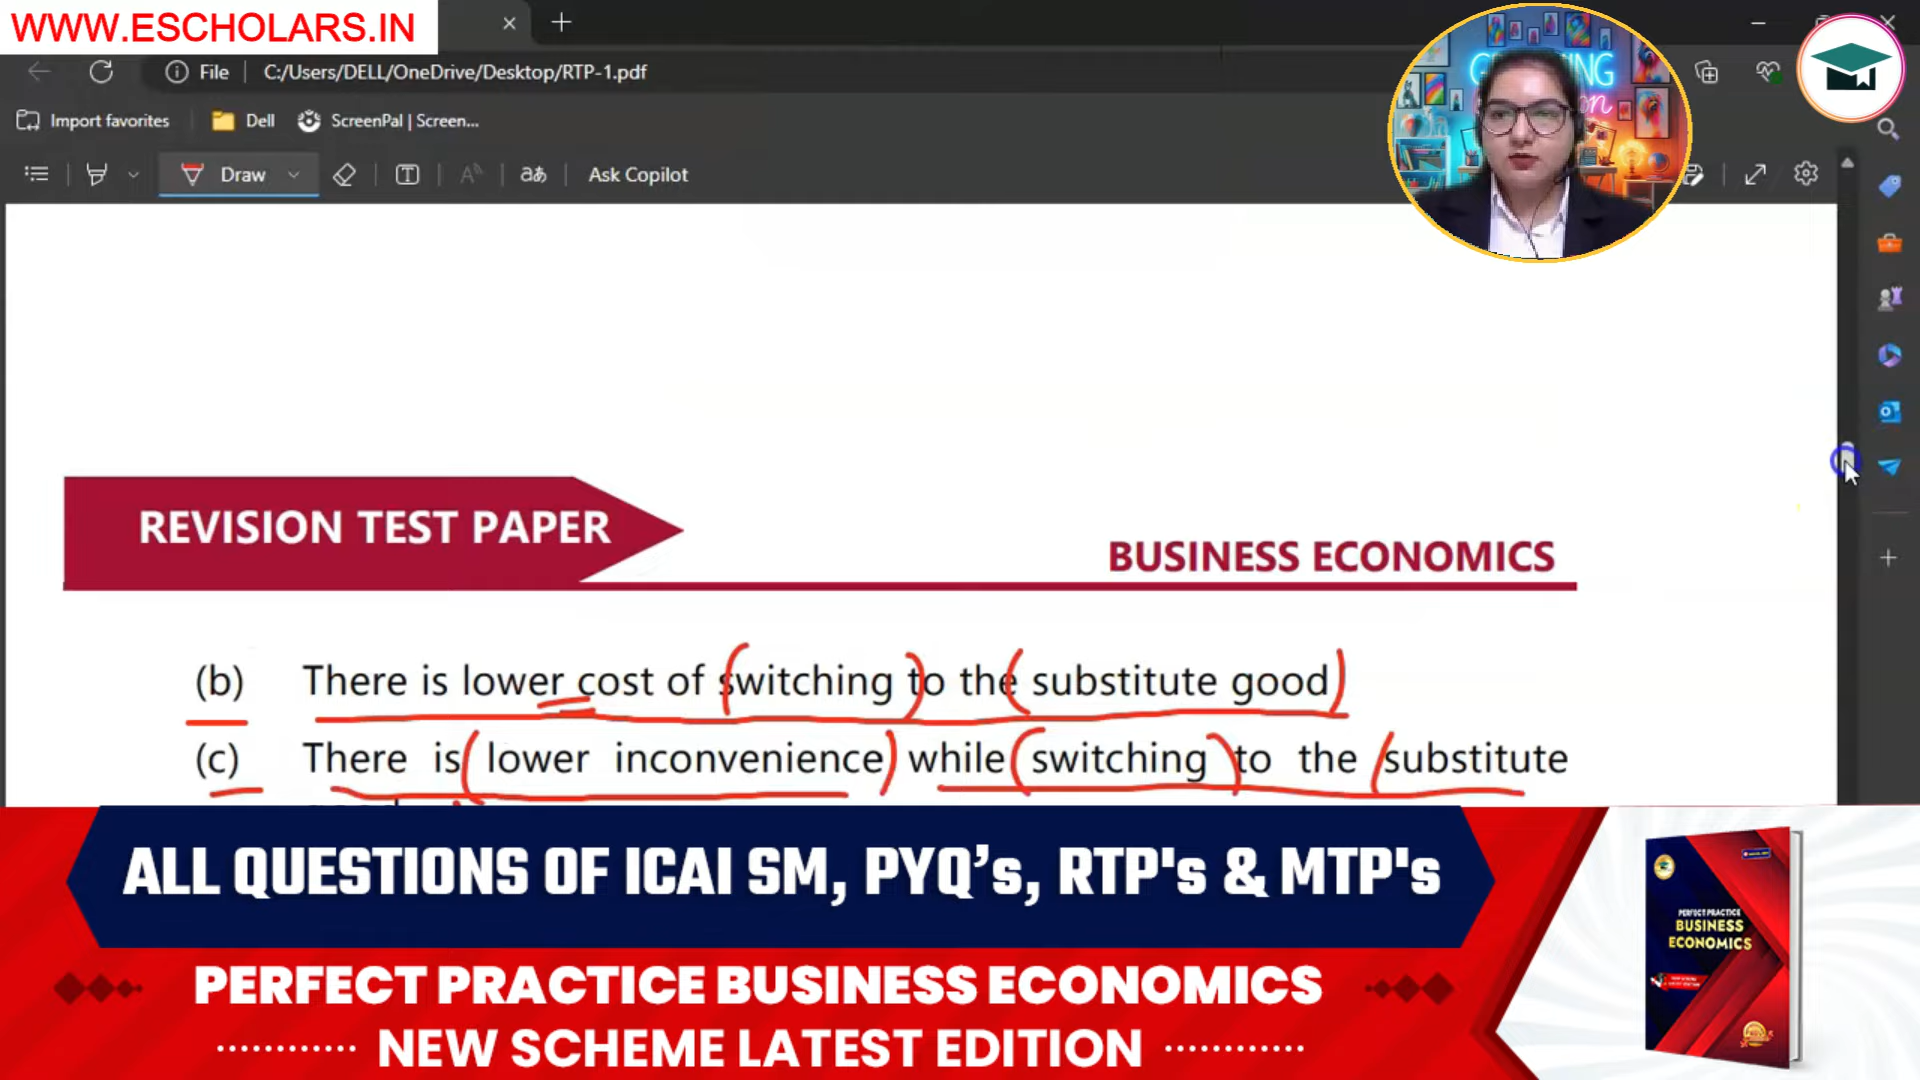 WWW.ESCHOLARS.IN
File C:/Users/DELL/OneDrive/Desktop/RTP-1.pdf
Import favorites Dell ScreenPal | Screen...
Draw Ask Copilot
REVISION TEST PAPER
BUSINESS ECONOMICS
(b) There is lower cost of switching to the substitute good
(c) There is lower inconvenience while switching to the substitute
ALL QUESTIONS OF ICAI SM, PYQ's, RTP's & MTP's
PERFECT PRACTICE BUSINESS ECONOMICS
NEW SCHEME LATEST EDITION
PERFECT PRACTICE
BUSINESS
ECONOMICS